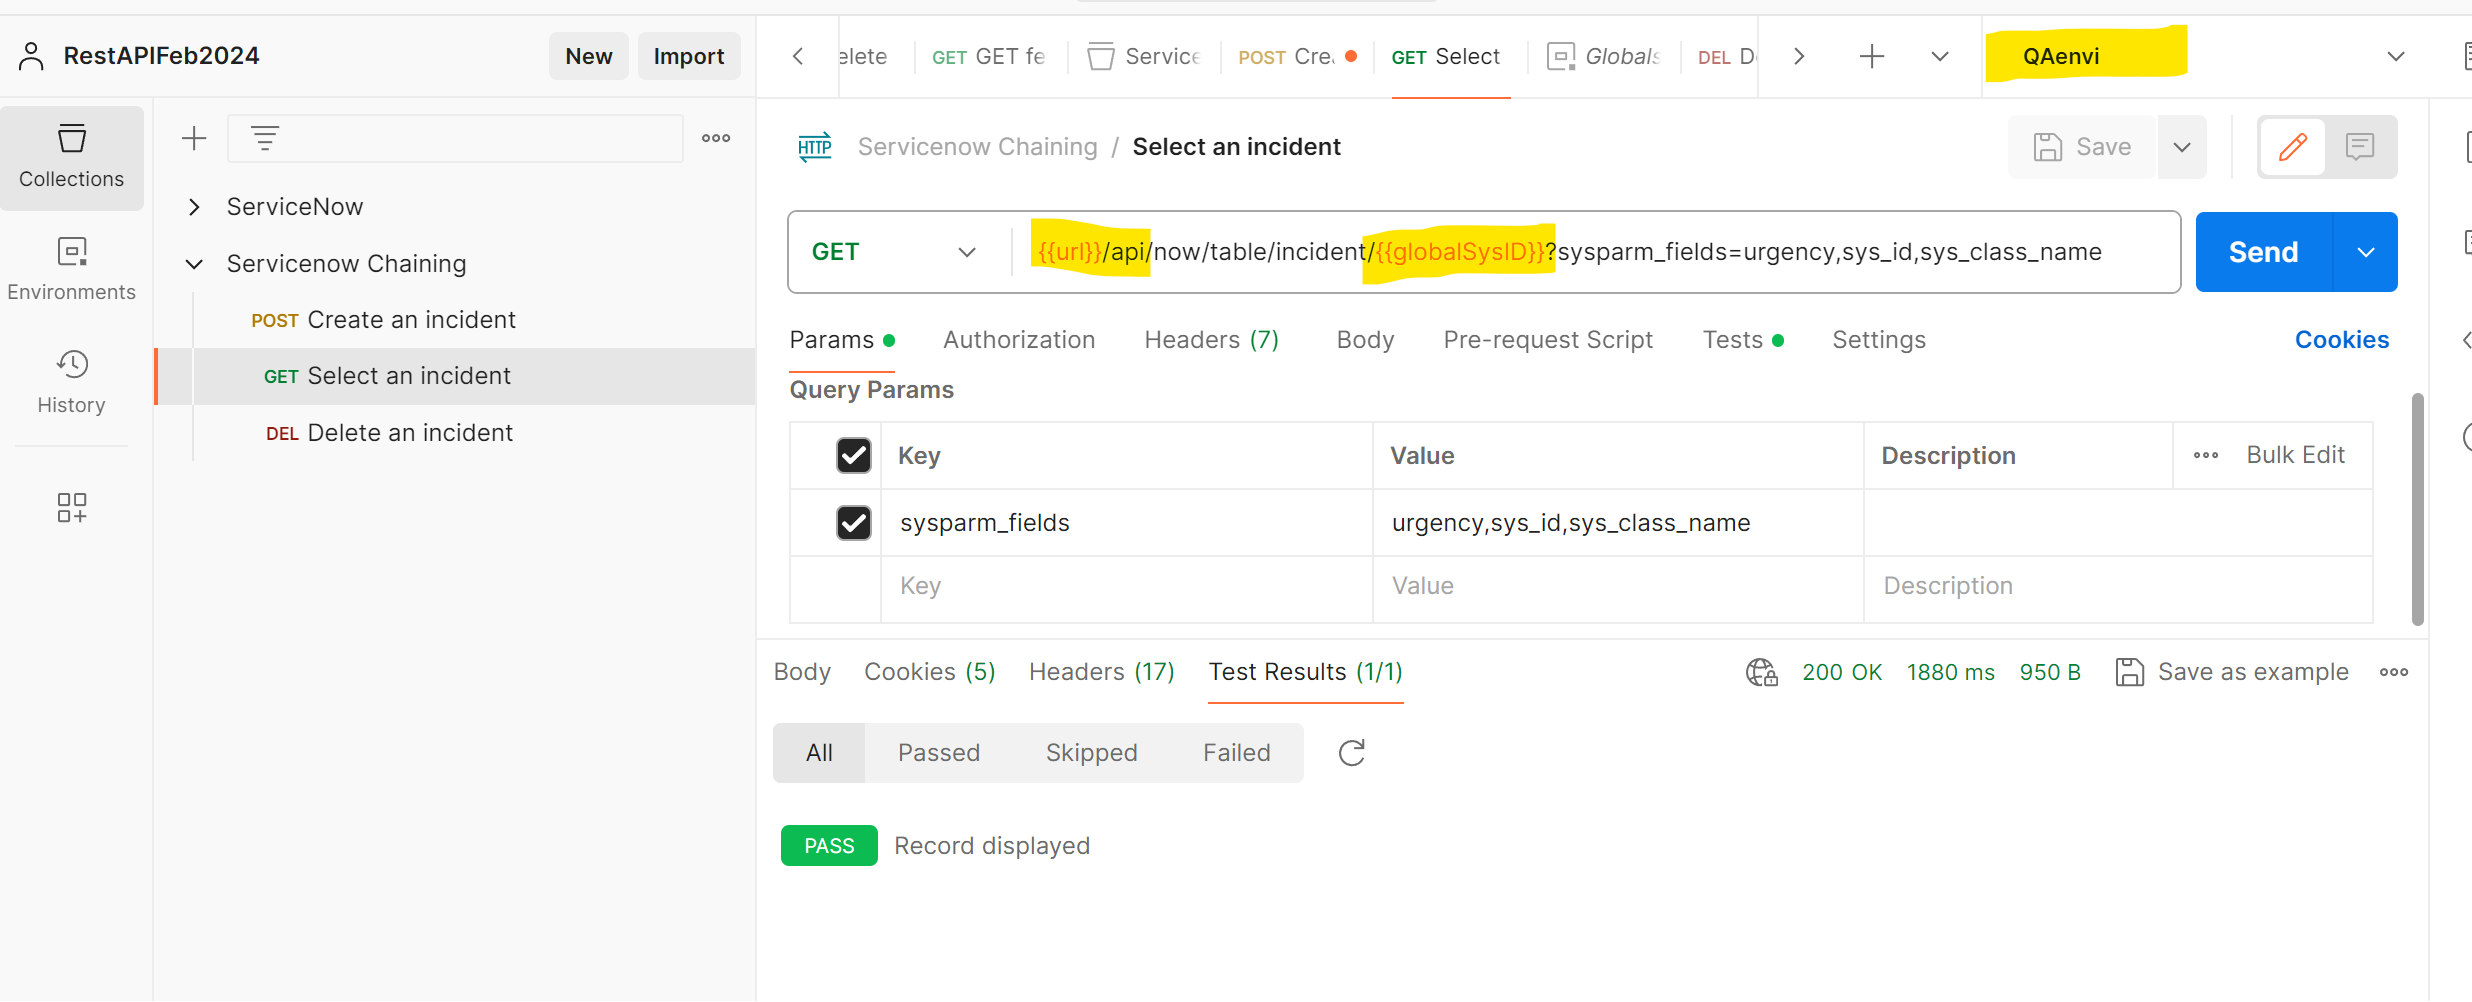 RestAPIFeb2024 New Import
elete GET GET fe Service POST Cre GET Select Globals DEL D QAenvi
Collections
Environments
History
ServiceNow
Servicenow Chaining
POST Create an incident
GET Select an incident
DEL Delete an incident
HTTP Servicenow Chaining / Select an incident Save
GET {{url}}/api/now/table/incident/{{globalSysID}}?sysparm_fields=urgency,sys_id,sys_class_name Send
Params Authorization Headers (7) Body Pre-request Script Tests Settings Cookies
Query Params
Key Value Description Bulk Edit
sysparm_fields urgency,sys_id,sys_class_name
Key Value Description
Body Cookies (5) Headers (17) Test Results (1/1) 200 OK 1880 ms 950 B Save as example
All Passed Skipped Failed
PASS Record displayed